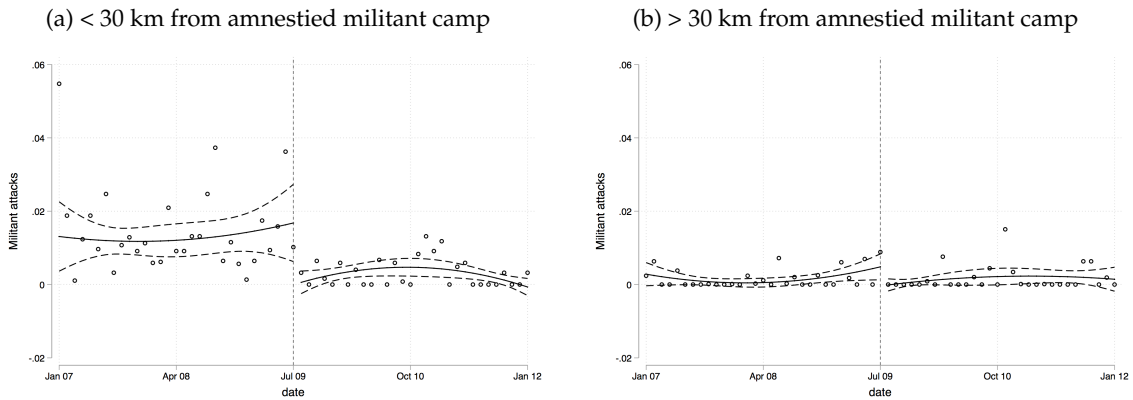 (a) < 30 km from amnestied militant camp
.06
.04
.02
0
-.02
Militant attacks
Jan 07
Apr 08
Jul 09
Oct 10
Jan 12
date
(b) > 30 km from amnestied militant camp
.06
.04
.02
0
-.02
Militant attacks
Jan 07
Apr 08
Jul 09
Oct 10
Jan 12
date